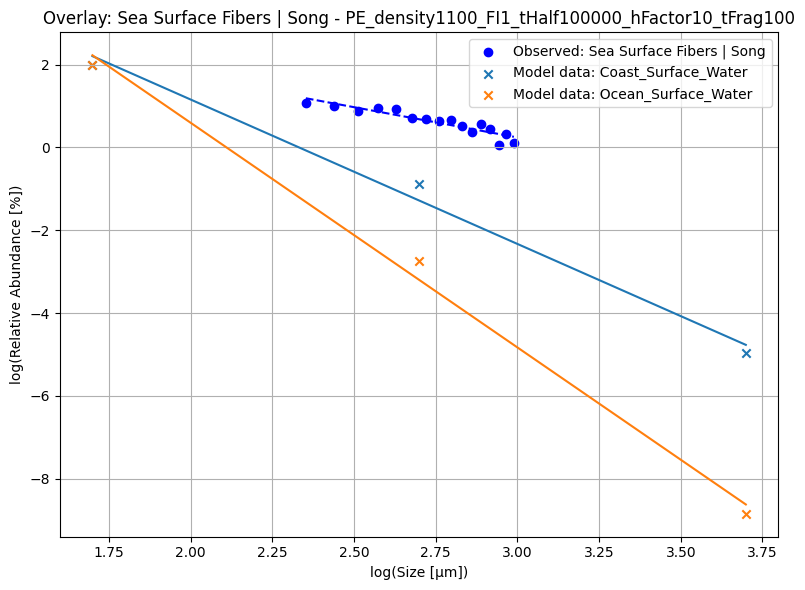 Overlay: Sea Surface Fibers | Song - PE_density1100_FI1_tHalf100000_hFactor10_tFrag100
Observed: Sea Surface Fibers | Song
Model data: Coast_Surface_Water
Model data: Ocean_Surface_Water
log(Relative Abundance [%])
2
0
−2
−4
−6
−8
1.75 2.00 2.25 2.50 2.75 3.00 3.25 3.50 3.75
log(Size [µm])